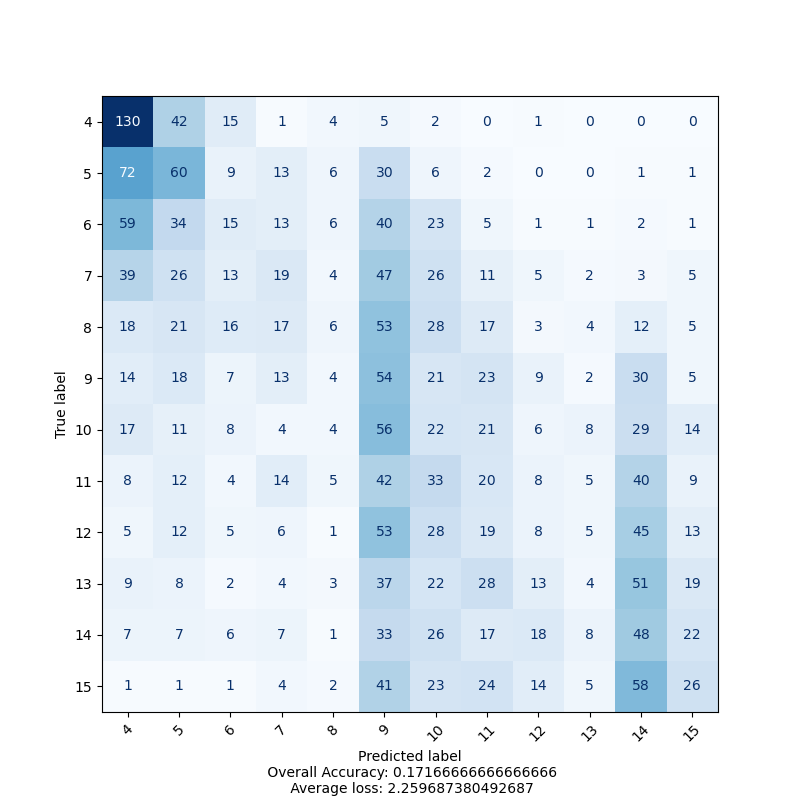 4 130 42 15 1 4 5 2 0 1 0 0 0
5 72 60 9 13 6 30 6 2 0 0 1 1
6 59 34 15 13 6 40 23 5 1 1 2 1
7 39 26 13 19 4 47 26 11 5 2 3 5
8 18 21 16 17 6 53 28 17 3 4 12 5
9 14 18 7 13 4 54 21 23 9 2 30 5
10 17 11 8 4 4 56 22 21 6 8 29 14
11 8 12 4 14 5 42 33 20 8 5 40 9
12 5 12 5 6 1 53 28 19 8 5 45 13
13 9 8 2 4 3 37 22 28 13 4 51 19
14 7 7 6 7 1 33 26 17 18 8 48 22
15 1 1 1 4 2 41 23 24 14 5 58 26
True label
4 5 6 7 8 9 10 11 12 13 14 15
Predicted label
Overall Accuracy: 0.17166666666666666
Average loss: 2.259687380492687